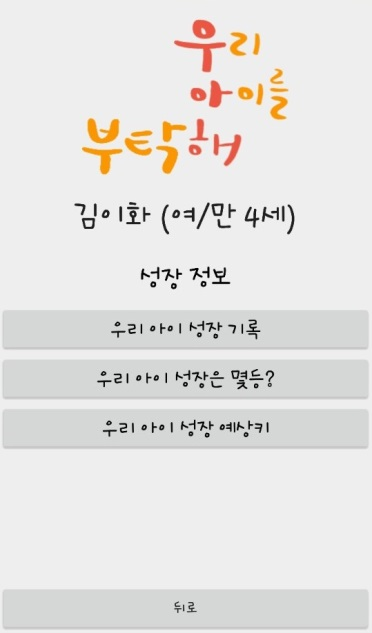 우리
아이를
부탁해
김이화 (여/만 4세)
성장 정보
우리 아이 성장 기록
우리 아이 성장은 몇등?
우리 아이 성장 예상키
뒤로